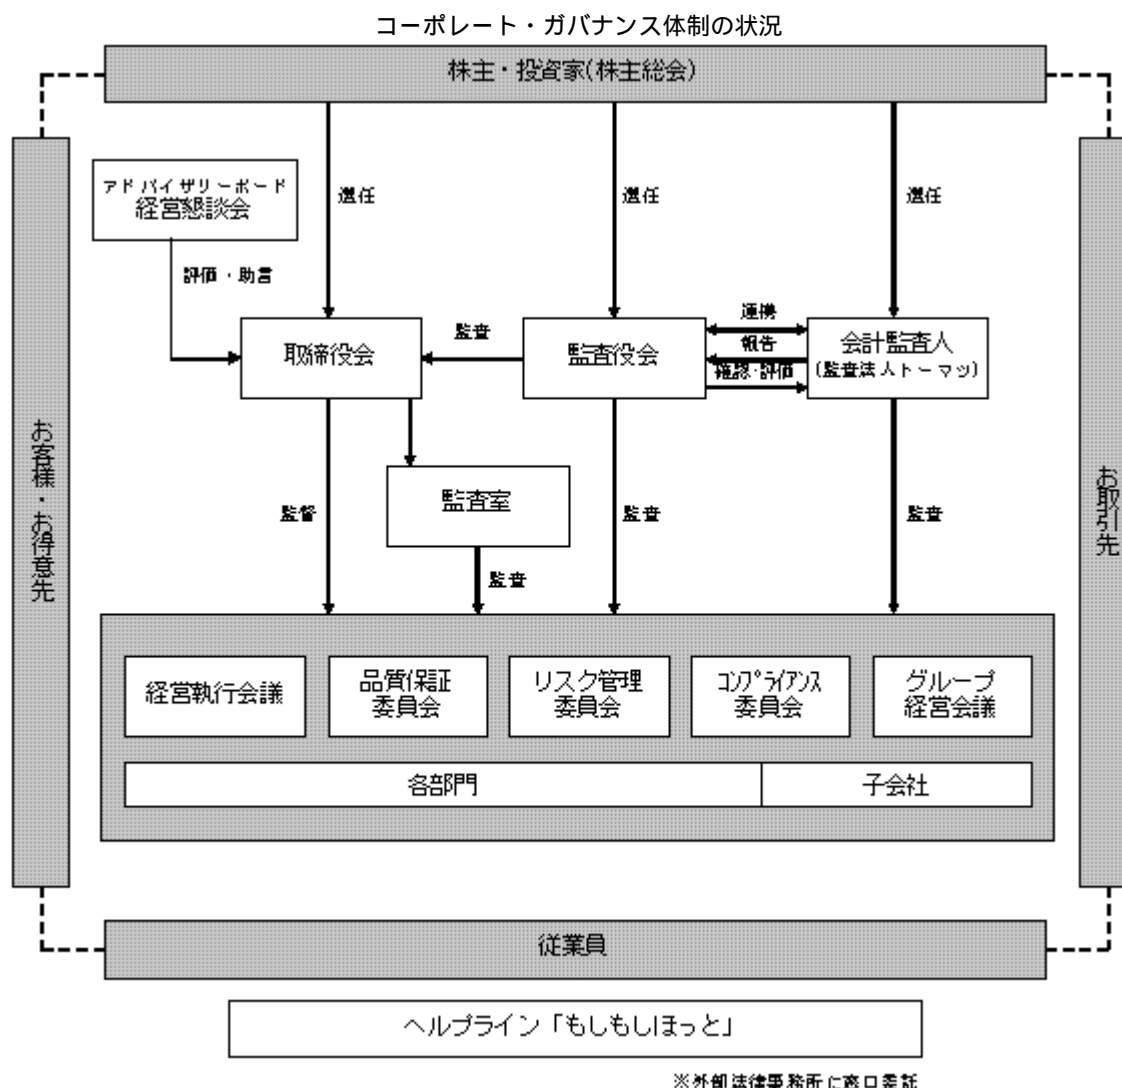 コーポレート・ガバナンス体制の状況
株主・投資家(株主総会)
アドバイザリーボード
経営懇談会
選任
選任
選任
評価・助言
取締役会
監査
監査役会
連携
報告
確認・評価
会計監査人
(監査法人トーマツ)
お客様・お得意先
お取引先
監査室
監督
監査
監査
監査
経営執行会議
品質保証
委員会
リスク管理
委員会
コンプライアンス
委員会
グループ
経営会議
各部門
子会社
従業員
ヘルプライン「もしもしほっと」
※外部法律事務所に窓口委託